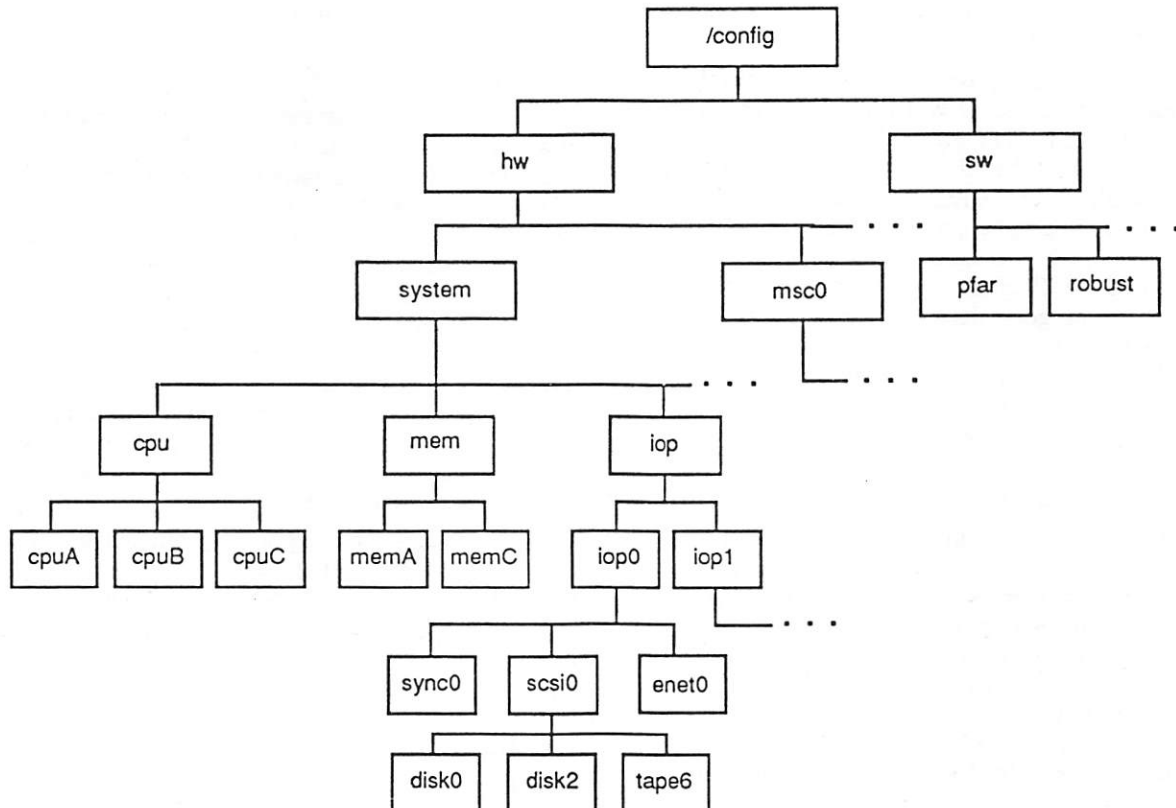 /config
hw
sw
system
msc0
pfar
robust
cpu
mem
iop
cpuA
cpuB
cpuC
memA
memC
iop0
iop1
sync0
scsi0
enet0
disk0
disk2
tape6